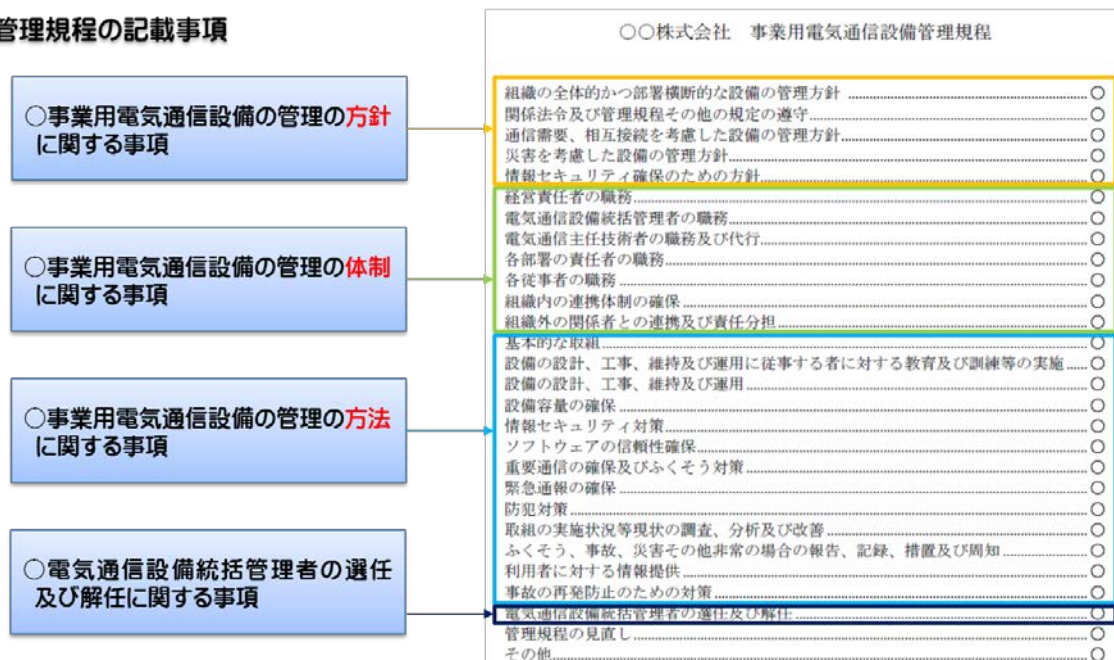 管理規程の記載事項
○事業用電気通信設備の管理の方針
に関する事項
○事業用電気通信設備の管理の体制
に関する事項
○事業用電気通信設備の管理の方法
に関する事項
○電気通信設備統括管理者の選任
及び解任に関する事項
○○株式会社 事業用電気通信設備管理規程
組織の全体的かつ部署横断的な設備の管理方針 ○
関係法令及び管理規程その他の規定の遵守 ○
通信需要、相互接続を考慮した設備の管理方針 ○
災害を考慮した設備の管理方針 ○
情報セキュリティ確保のための方針 ○
経営責任者の職務 ○
電気通信設備統括管理者の職務 ○
電気通信主任技術者の職務及び代行 ○
各部署の責任者の職務 ○
各従事者の職務 ○
組織内の連携体制の確保 ○
組織外の関係者との連携及び責任分担 ○
基本的な取組 ○
設備の設計、工事、維持及び運用に従事する者に対する教育及び訓練等の実施 ○
設備の設計、工事、維持及び運用 ○
設備容量の確保 ○
情報セキュリティ対策 ○
ソフトウェアの信頼性確保 ○
重要通信の確保及びふくそう対策 ○
緊急通報の確保 ○
防犯対策 ○
取組の実施状況等現状の調査、分析及び改善 ○
ふくそう、事故、災害その他非常の場合の報告、記録、措置及び周知 ○
利用者に対する情報提供 ○
事故の再発防止のための対策 ○
電気通信設備統括管理者の選任及び解任 ○
管理規程の見直し ○
その他 ○